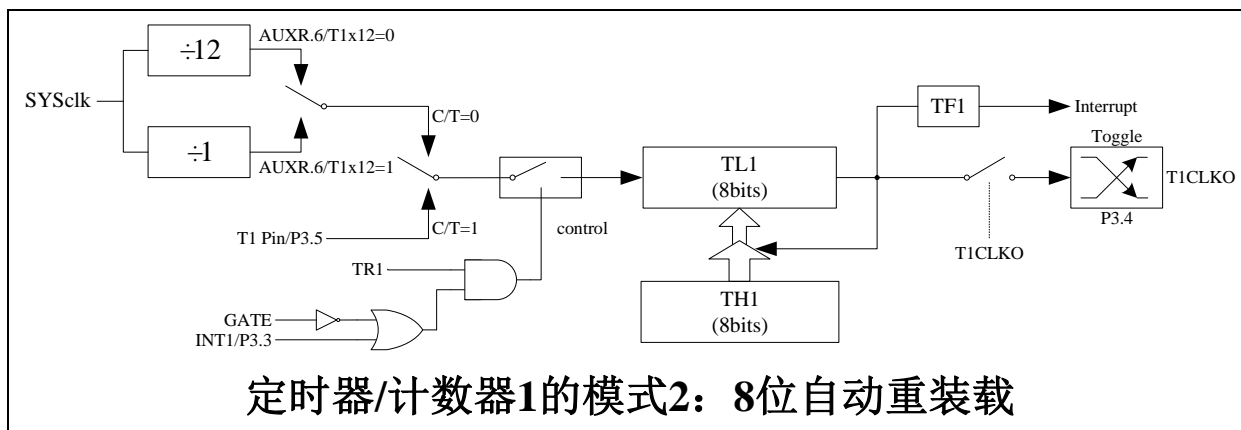 ÷12
AUXR.6/T1x12=0
SYSclk
÷1
AUXR.6/T1x12=1
C/T=0
C/T=1
T1 Pin/P3.5
TR1
GATE
INT1/P3.3
control
TL1
(8bits)
TH1
(8bits)
TF1
Interrupt
Toggle
T1CLKO
P3.4
T1CLKO
定时器/计数器1的模式2：8位自动重装载